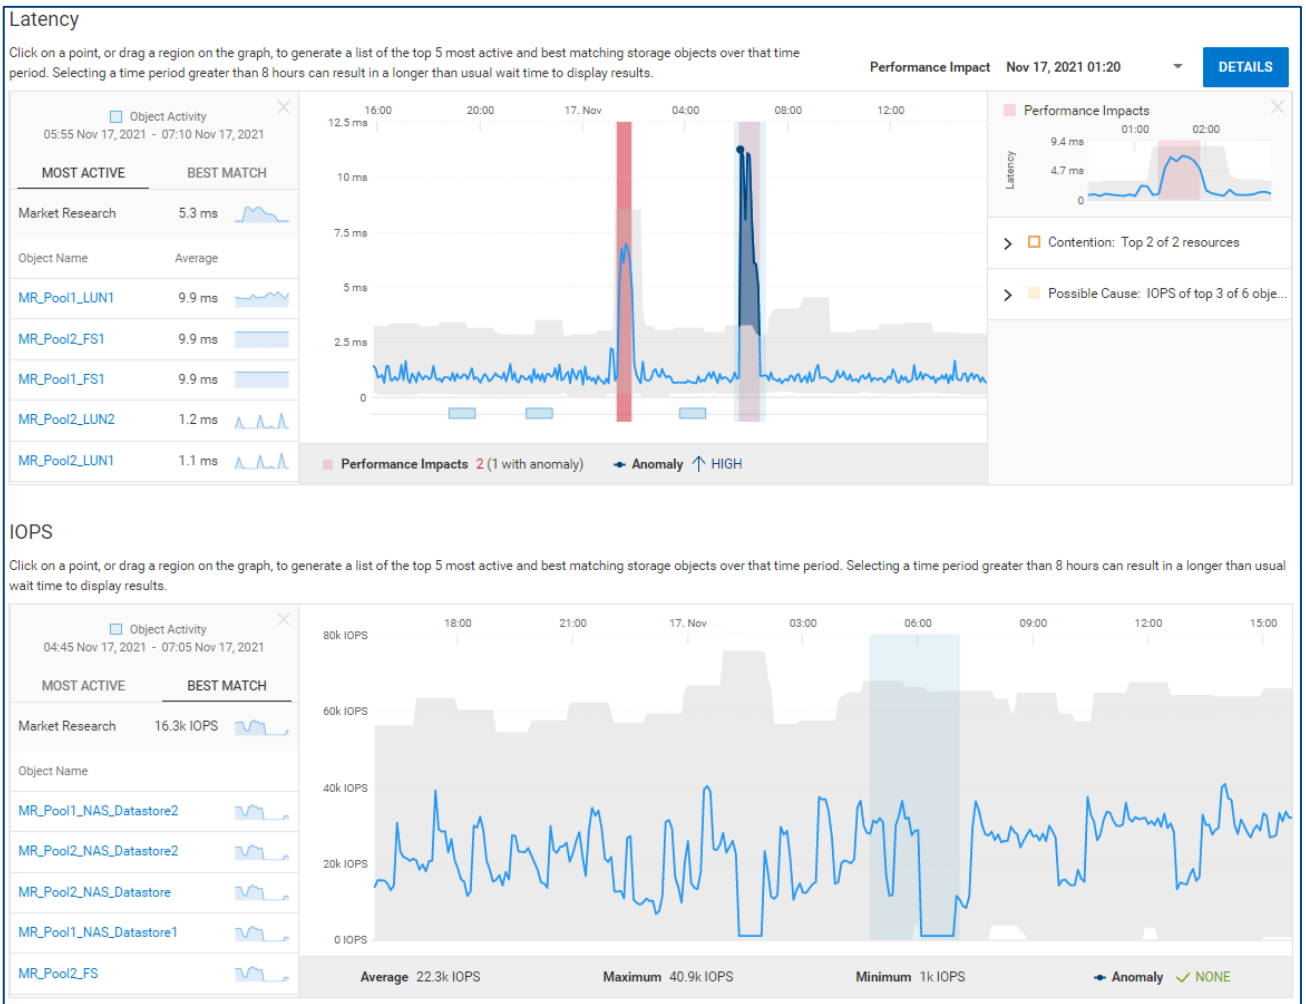 Latency
Click on a point, or drag a region on the graph, to generate a list of the top 5 most active and best matching storage objects over that time
period. Selecting a time period greater than 8 hours can result in a longer than usual wait time to display results.
Performance Impact Nov 17, 2021 01:20
DETAILS
Object Activity
05:55 Nov 17, 2021 - 07:10 Nov 17, 2021
MOST ACTIVE BEST MATCH
Market Research 5.3 ms
Object Name Average
MR_Pool1_LUN1 9.9 ms
MR_Pool2_FS1 9.9 ms
MR_Pool1_FS1 9.9 ms
MR_Pool2_LUN2 1.2 ms
MR_Pool2_LUN1 1.1 ms
16:00 20:00 17. Nov 04:00 08:00 12:00
12.5 ms
10 ms
7.5 ms
5 ms
2.5 ms
0
Performance Impacts 2 (1 with anomaly) Anomaly HIGH
Performance Impacts
01:00 02:00
Latency
9.4 ms
4.7 ms
0
Contention: Top 2 of 2 resources
Possible Cause: IOPS of top 3 of 6 obje...
IOPS
Click on a point, or drag a region on the graph, to generate a list of the top 5 most active and best matching storage objects over that time period. Selecting a time period greater than 8 hours can result in a longer than usual
wait time to display results.
Object Activity
04:45 Nov 17, 2021 - 07:05 Nov 17, 2021
MOST ACTIVE BEST MATCH
Market Research 16.3k IOPS
Object Name
MR_Pool1_NAS_Datastore2
MR_Pool2_NAS_Datastore2
MR_Pool2_NAS_Datastore
MR_Pool1_NAS_Datastore1
MR_Pool2_FS
18:00 21:00 17. Nov 03:00 06:00 09:00 12:00 15:00
80k IOPS
60k IOPS
40k IOPS
20k IOPS
0 IOPS
Average 22.3k IOPS Maximum 40.9k IOPS Minimum 1k IOPS Anomaly NONE